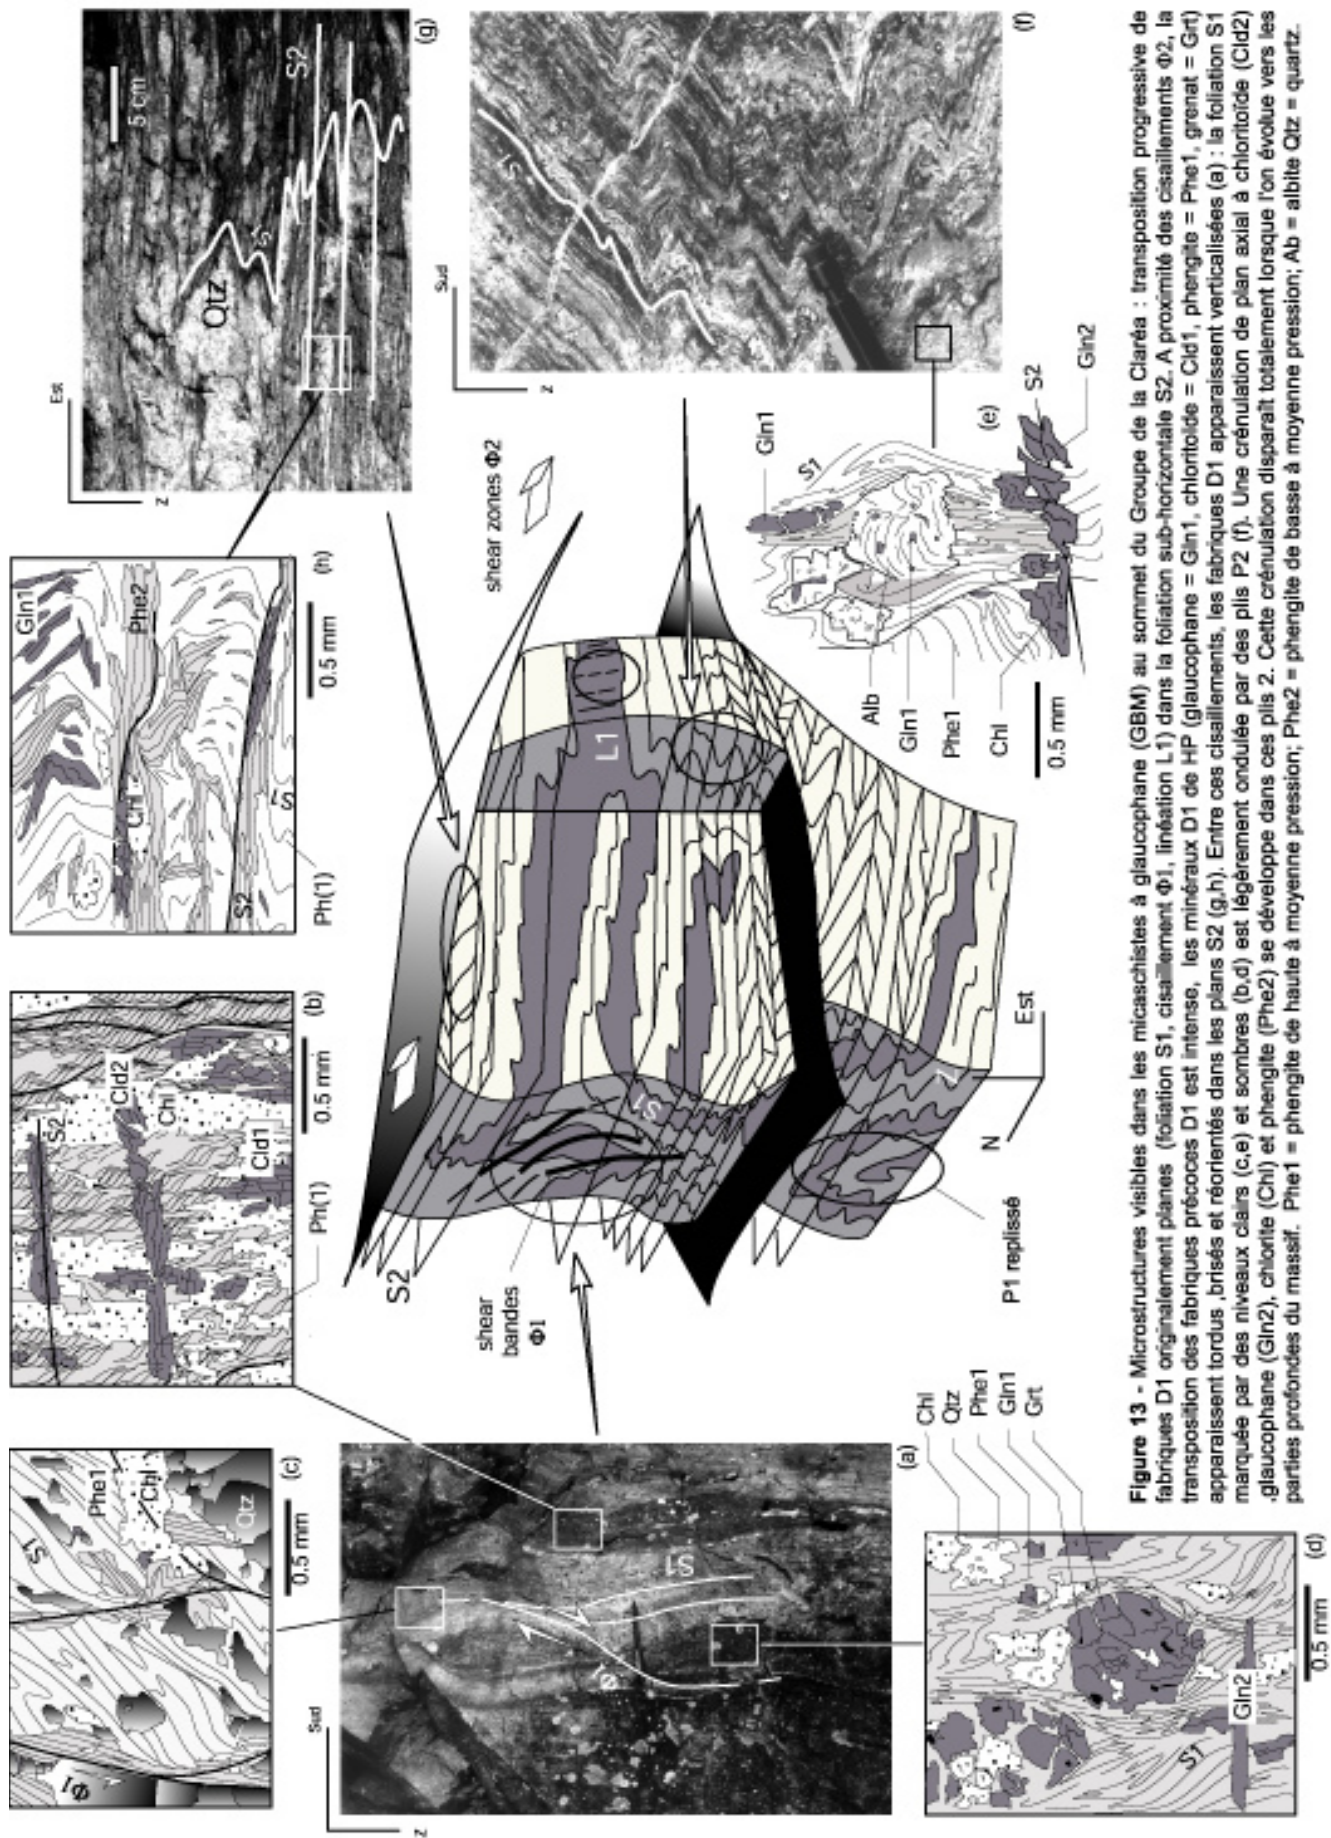 Φ1
S1
Phe1
Chl
Qtz
0.5 mm
(c)
S2
Cld2
Chl
Cld1
Ph(1)
0.5 mm
(b)
Gln1
Phe2
Chl
S1
S2
Ph(1)
0.5 mm
(h)
Est
z
5 cm
S2
Qtz
S1
(g)
Sud
z
Φ1
S1
(a)
S2
shear
bandes
Φ1
S1
L1
shear zones Φ2
P1 replissé
N
Est
Sud
z
S1
(f)
Chl
Qtz
Phe1
Gln1
Grt
S1
Gln2
0.5 mm
(d)
Gln1
S1
Alb
Gln1
Phe1
Chl
0.5 mm
(e)
S2
Gln2
Figure 13 - Microstructures visibles dans les micaschistes à glaucophane (GBM) au sommet du Groupe de la Claréa : transposition progressive de
fabriques D1 originalement planes (foliation S1, cisaillement Φ1, linéation L1) dans la foliation sub-horizontale S2. A proximité des cisaillements Φ2, la
transposition des fabriques précoces D1 est intense, les minéraux D1 de HP (glaucophane = Gln1, chloritoïde = Cld1, phengite = Phe1, grenat = Grt)
apparaissent tordus ,brisés et réorientés dans les plans S2 (g,h). Entre ces cisaillements, les fabriques D1 apparaissent verticalisées (a) : la foliation S1
marquée par des niveaux clairs (c,e) et sombres (b,d) est légèrement ondulée par des plis P2 (f). Une crénulation de plan axial à chloritoïde (Cld2)
,glaucophane (Gln2), chlorite (Chl) et phengite (Phe2) se développe dans ces plis 2. Cette crénulation disparaît totalement lorsque l'on évolue vers les
parties profondes du massif. Phe1 = phengite de haute à moyenne pression; Phe2 = phengite de basse à moyenne pression; Ab = albite Qtz = quartz.